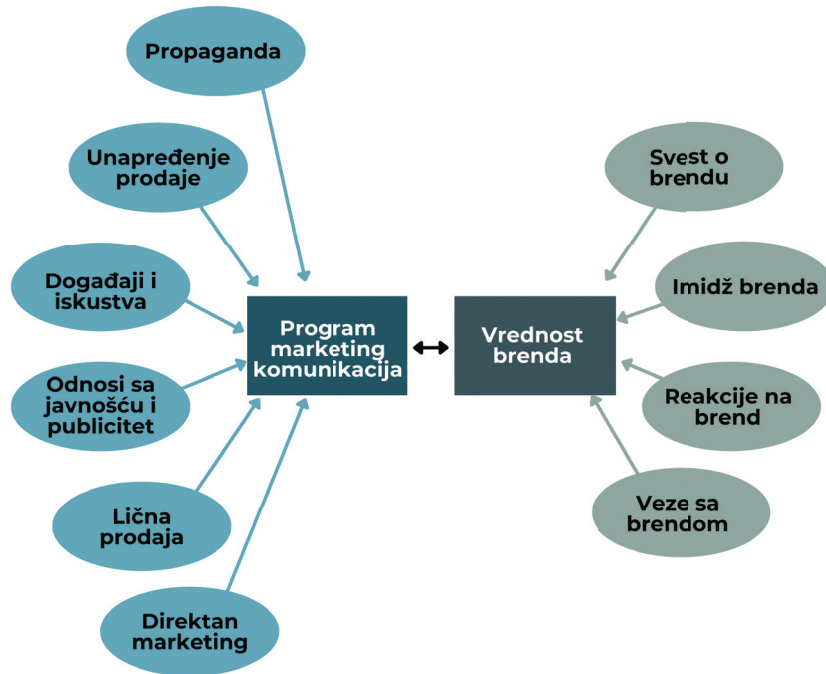 Propaganda
Unapređenje
prodaje
Događaji i
iskustva
Odnosi sa
javnošću i
publicitet
Lična
prodaja
Direktan
marketing
Program
marketing
komunikacija
Vrednost
brenda
Svest o
brendu
Imidž brenda
Reakcije na
brend
Veze sa
brendom